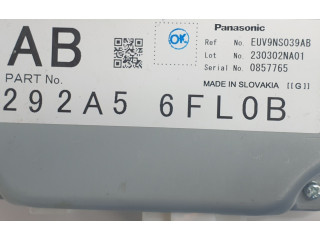 AB
PART No.
292A5 6FL0B
OK
Panasonic
Ref No. EUV9NS039AB
Lot No. 230302NA01
Serial No. 0857765
MADE IN SLOVAKIA [[G]]